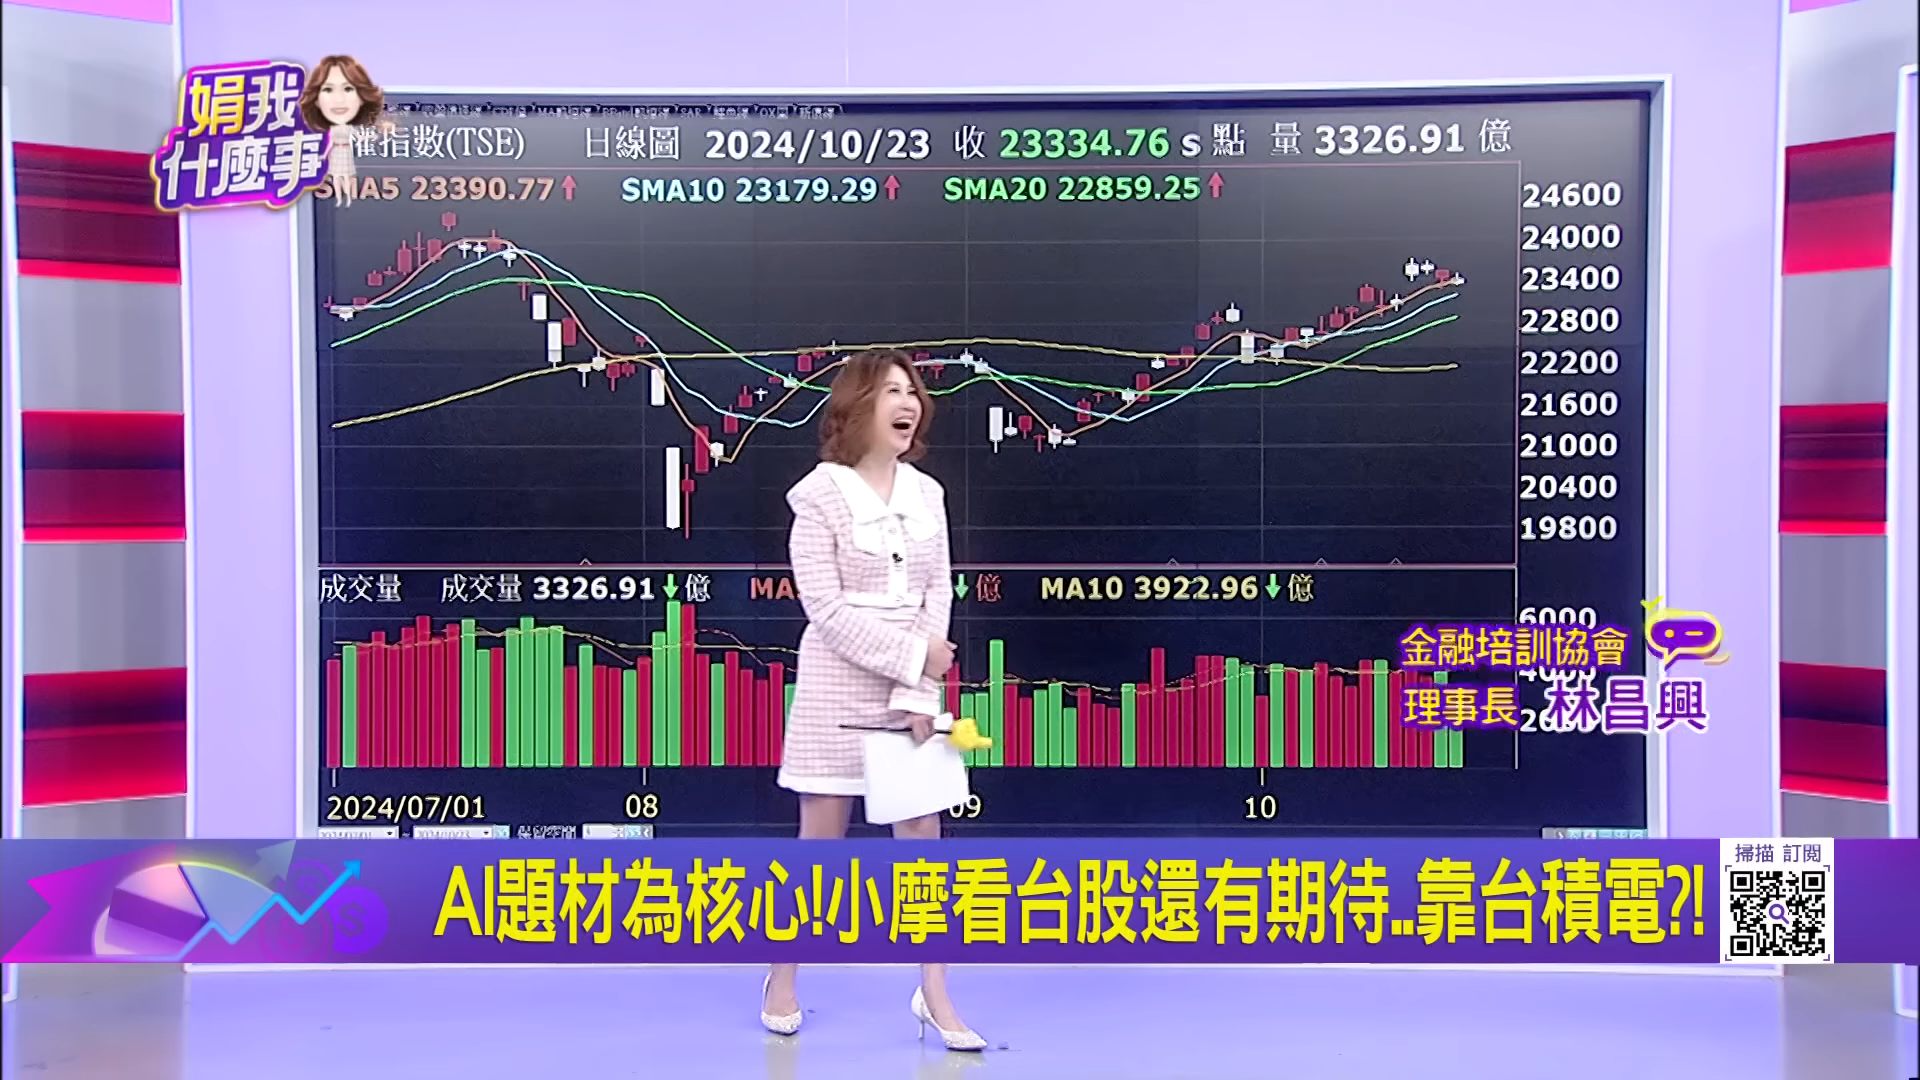 娟我
什麼事
權指數(TSE) 日線圖 2024/10/23 收 23334.76 s 點 量 3326.91 億
SMA5 23390.77↑ SMA10 23179.29↑ SMA20 22859.25↑
24600
24000
23400
22800
22200
21600
21000
20400
19800
成交量 成交量 3326.91↓億 MA ↓億 MA10 3922.96↓億
6000
4000
金融培訓協會
理事長 林昌興
2024/07/01 08 09 10
掃描 訂閱
AI題材為核心!小摩看台股還有期待..靠台積電?!